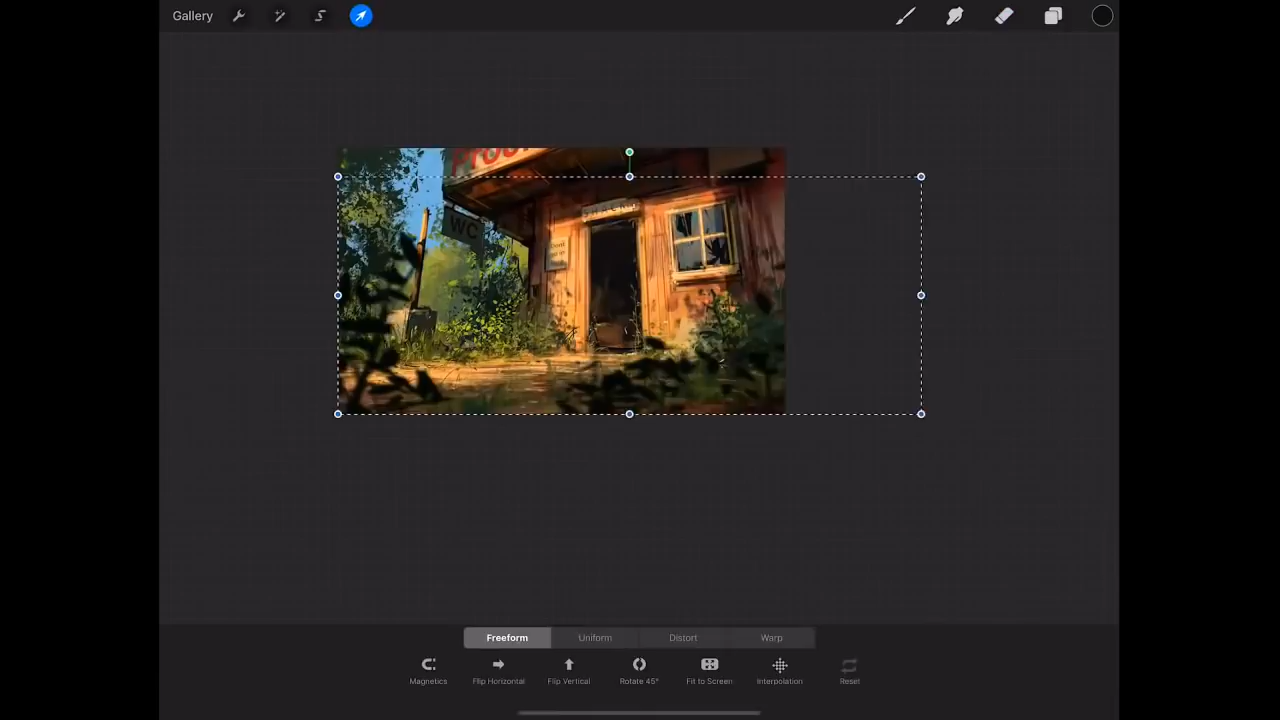 Gallery
WC
Freeform
Uniform
Distort
Warp
Magnetics
Flip Horizontal
Flip Vertical
Rotate 45°
Fit to Screen
Interpolation
Reset